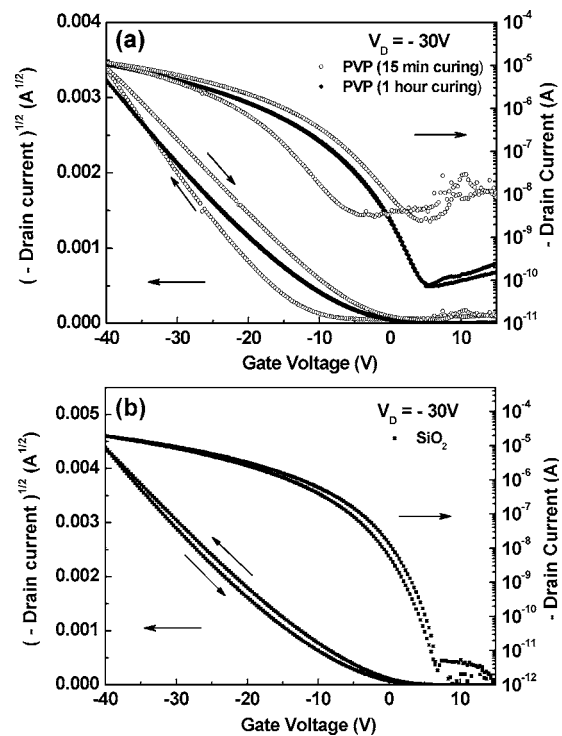 (a)
V_D = - 30V
PVP (15 min curing)
PVP (1 hour curing)
( - Drain current )^1/2 (A^1/2)
0.004
0.003
0.002
0.001
0.000
10^-4
10^-5
10^-6
10^-7
10^-8
10^-9
10^-10
10^-11
- Drain Current (A)
-40 -30 -20 -10 0 10
Gate Voltage (V)
(b)
V_D = - 30V
SiO_2
( - Drain current )^1/2 (A^1/2)
0.005
0.004
0.003
0.002
0.001
0.000
10^-4
10^-5
10^-6
10^-7
10^-8
10^-9
10^-10
10^-11
10^-12
- Drain Current (A)
-40 -30 -20 -10 0 10
Gate Voltage (V)